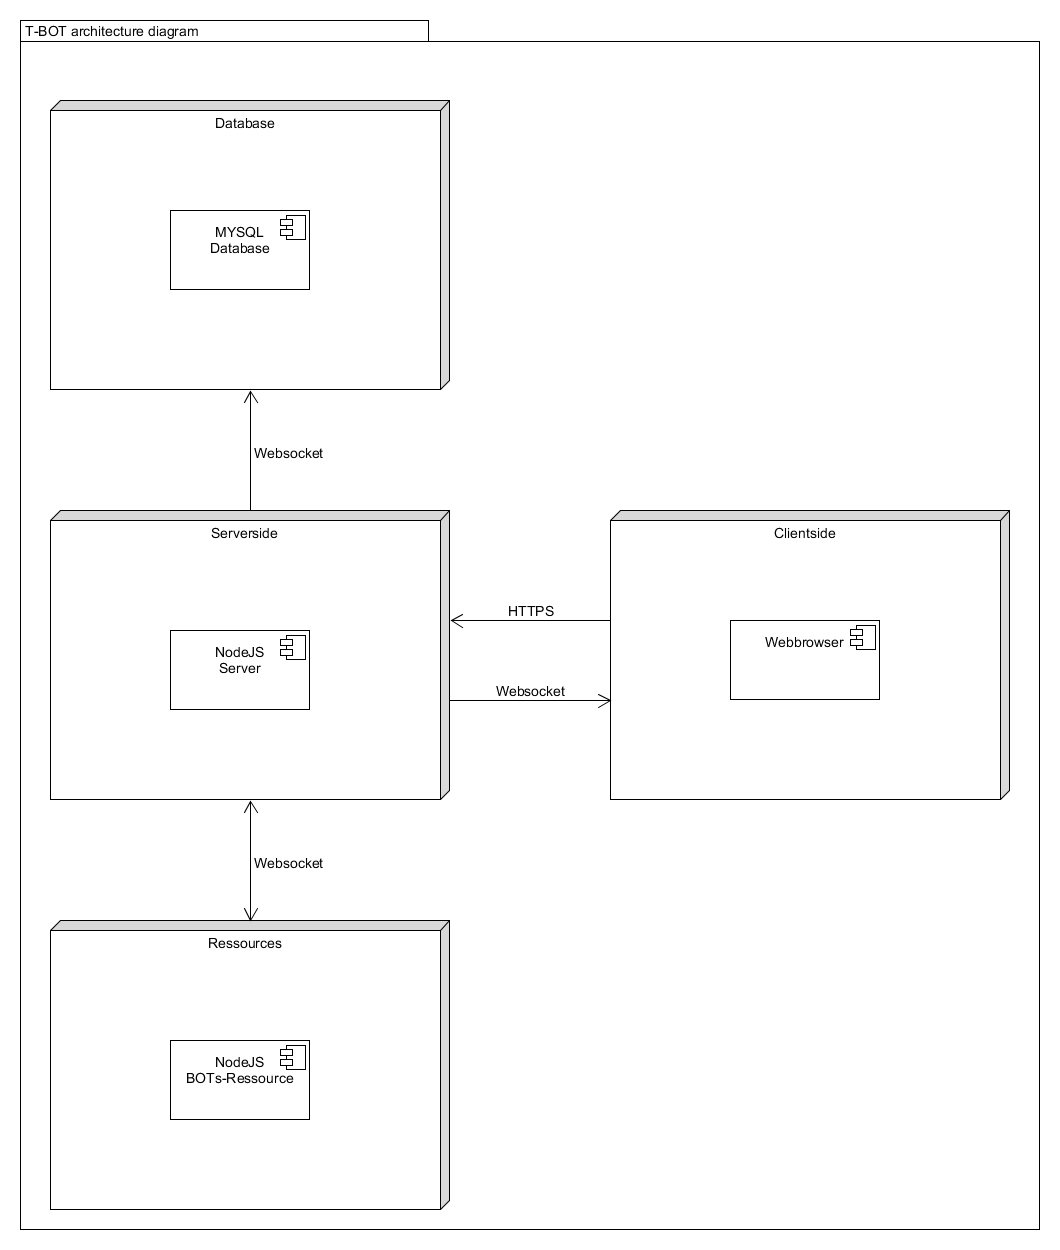 T-BOT architecture diagram
Database
MYSQL
Database
Websocket
Serverside
Clientside
HTTPS
NodeJS
Server
Webbrowser
Websocket
Websocket
Ressources
NodeJS
BOTs-Ressource